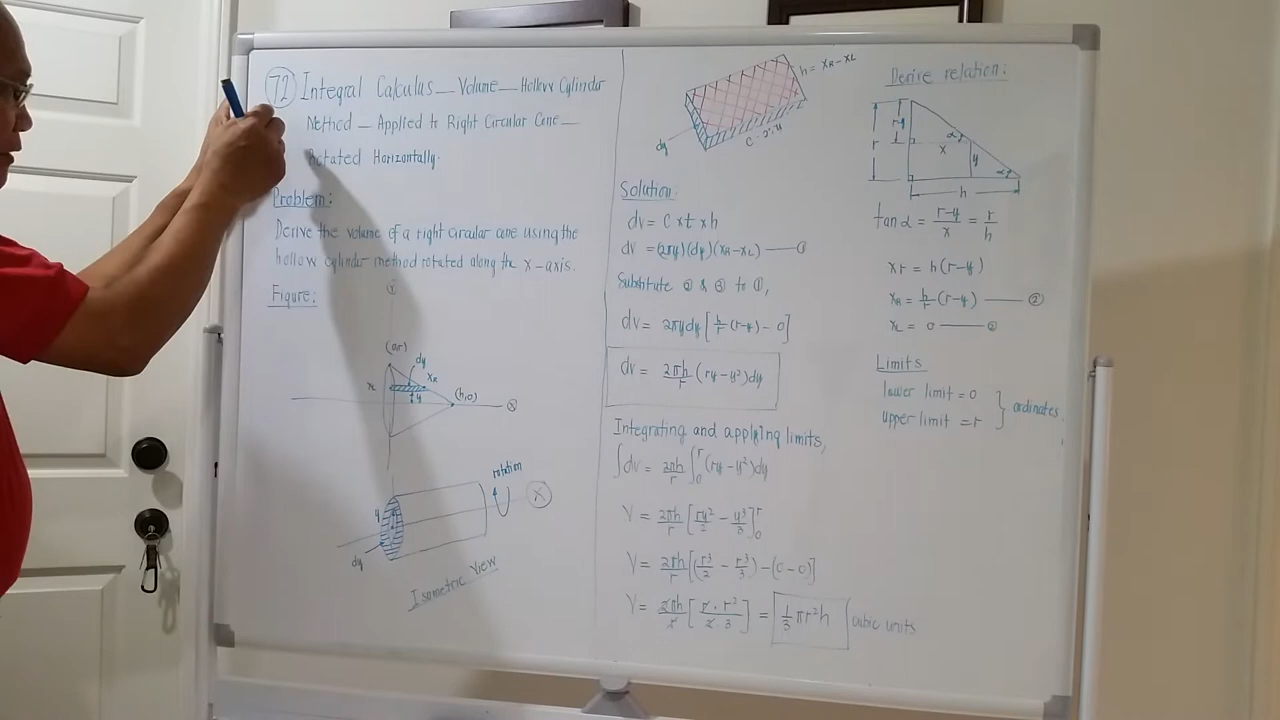 72 Integral Calculus — Volume — Hollow Cylinder
Method — Applied to Right Circular Cone —
Rotated Horizontally.
Problem:
Derive the volume of a right circular cone using the
hollow cylinder method rotated along the x-axis.
Figure:
Y
(0,r)
dy
XR
y
(h,0)
X
rotation
X
y
dy
Isometric View
h = XR-XL
dy
Solution:
dv = C x t x h
dv = (2πy)(dy)(XR-XL) — ①
Substitute ② & ③ to ①,
dv = 2πydy[h/r(r-y) - 0]
dv = 2πh/r (ry-y²)dy
Integrating and applying limits,
∫dv = 2πh/r ∫₀ʳ (ry-y²)dy
V = 2πh/r [ry²/2 - y³/3]₀ʳ
V = 2πh/r [(r³/2 - r³/3) - (0-0)]
V = 2πh/r [r·r²/2·3] = 1/3 πr²h cubic units
Derive relation:
r
r-y
α
x
y
α
h
tan α = r-y/x = r/h
xr = h(r-y)
XR = h/r (r-y) — ②
XL = 0 — ③
Limits
lower limit = 0
upper limit = r
} ordinates